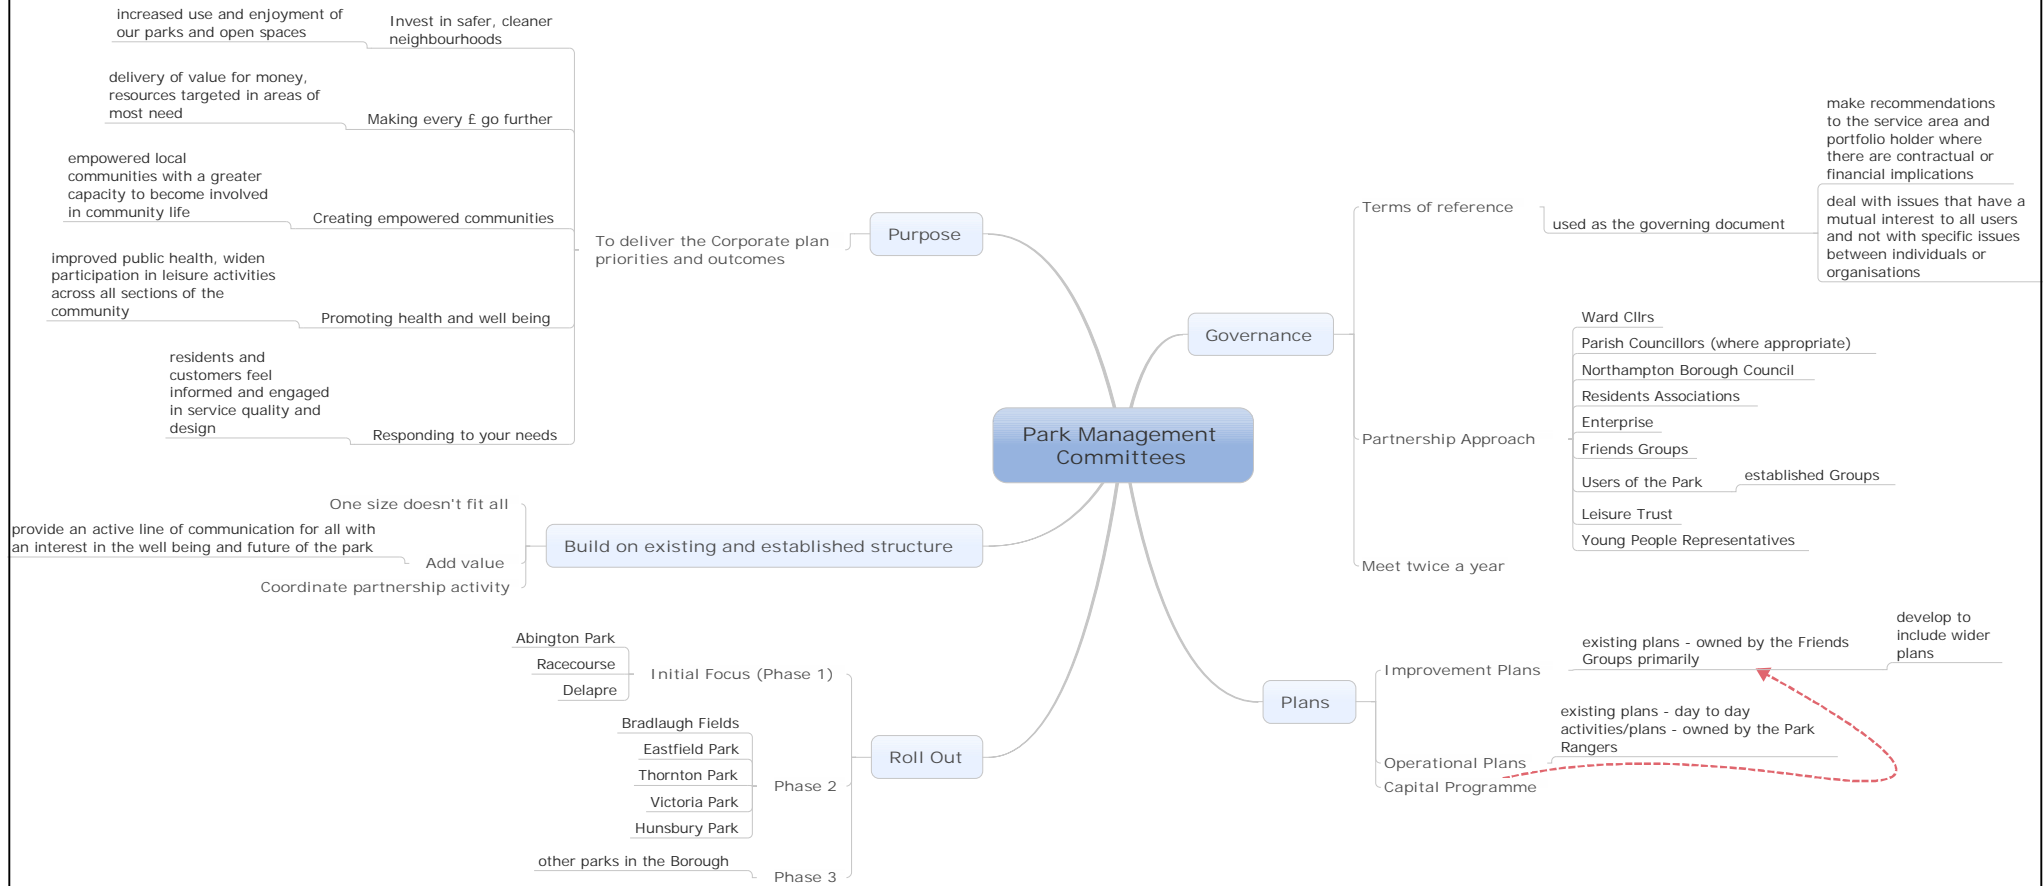 Park Management
Committees
Purpose
To deliver the Corporate plan
priorities and outcomes
Invest in safer, cleaner
neighbourhoods
increased use and enjoyment of
our parks and open spaces
Making every £ go further
delivery of value for money,
resources targeted in areas of
most need
Creating empowered communities
empowered local
communities with a greater
capacity to become involved
in community life
Promoting health and well being
improved public health, widen
participation in leisure activities
across all sections of the
community
Responding to your needs
residents and
customers feel
informed and engaged
in service quality and
design
Build on existing and established structure
One size doesn't fit all
Add value
provide an active line of communication for all with
an interest in the well being and future of the park
Coordinate partnership activity
Roll Out
Initial Focus (Phase 1)
Abington Park
Racecourse
Delapre
Phase 2
Bradlaugh Fields
Eastfield Park
Thornton Park
Victoria Park
Hunsbury Park
Phase 3
other parks in the Borough
Governance
Terms of reference
used as the governing document
make recommendations
to the service area and
portfolio holder where
there are contractual or
financial implications
deal with issues that have a
mutual interest to all users
and not with specific issues
between individuals or
organisations
Partnership Approach
Ward Cllrs
Parish Councillors (where appropriate)
Northampton Borough Council
Residents Associations
Enterprise
Friends Groups
Users of the Park
established Groups
Leisure Trust
Young People Representatives
Meet twice a year
Plans
Improvement Plans
existing plans - owned by the Friends
Groups primarily
develop to
include wider
plans
Operational Plans
existing plans - day to day
activities/plans - owned by the Park
Rangers
Capital Programme